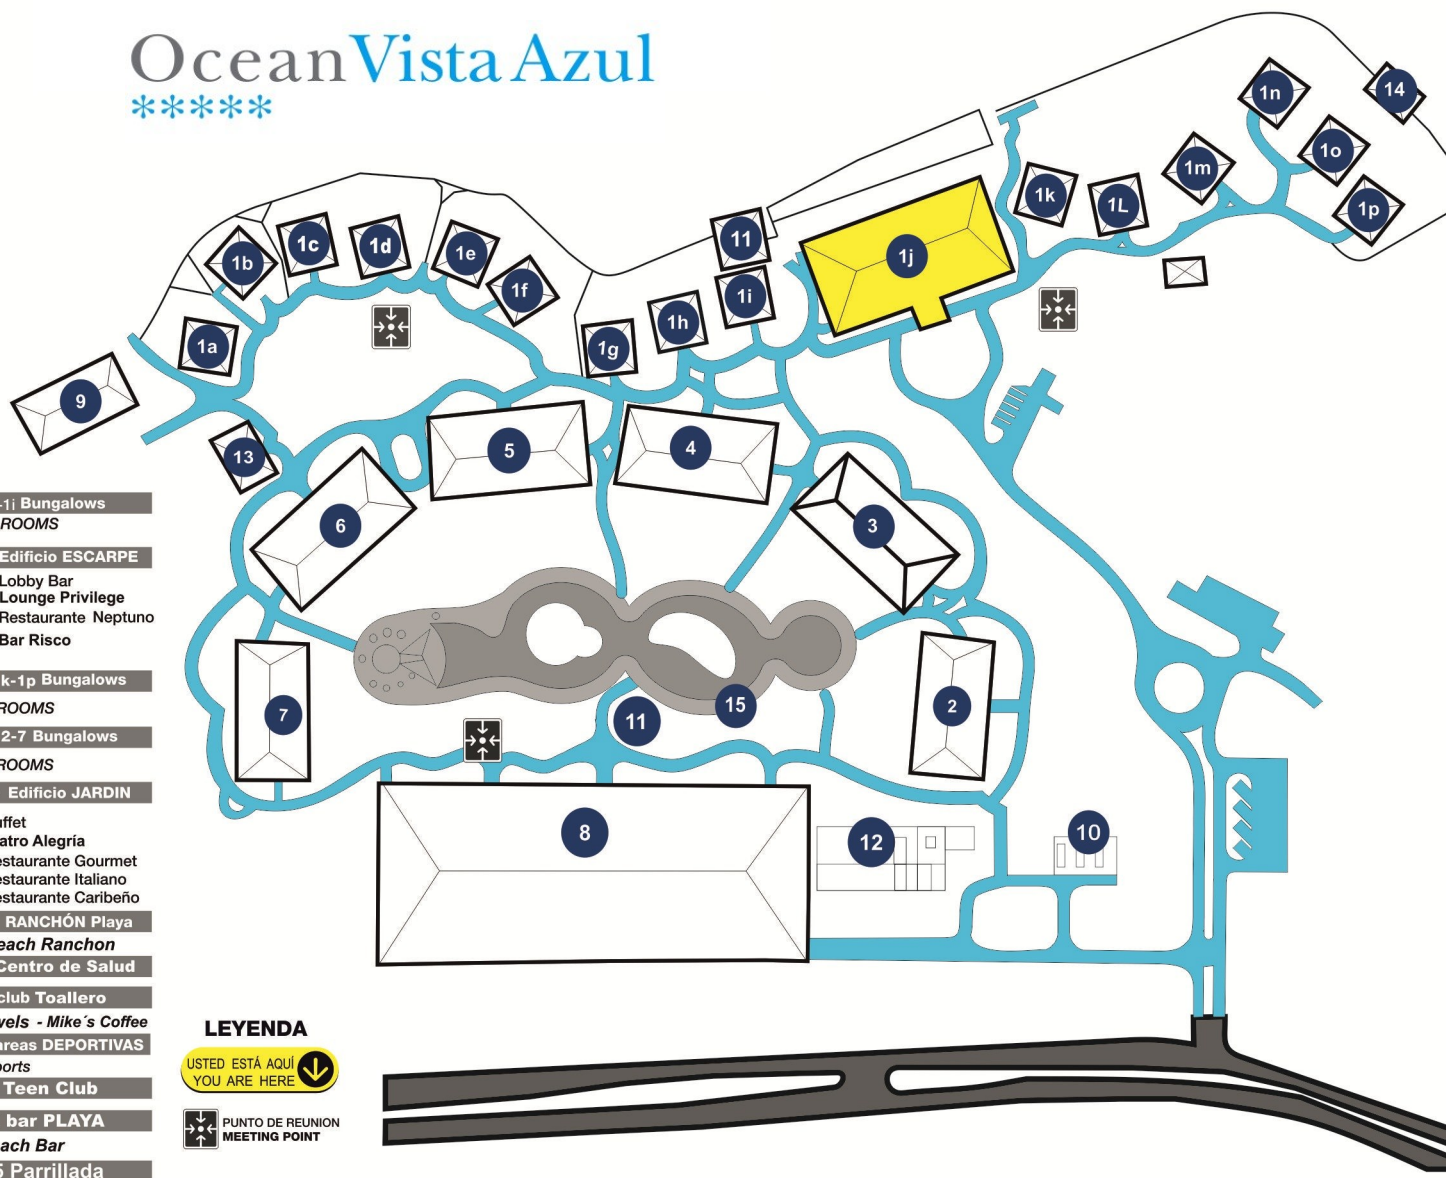 Ocean Vista Azul
*****
1n
14
1o
1m
1p
1k
1L
11
1j
1c
1d
1e
1b
1f
1i
1h
1g
1a
9
13
5
4
6
3
7
11
15
2
8
12
10
-1i Bungalows
ROOMS
Edificio ESCARPE
Lobby Bar
Lounge Privilege
Restaurante Neptuno
Bar Risco
k-1p Bungalows
ROOMS
2-7 Bungalows
ROOMS
Edificio JARDIN
uffet
atro Alegría
estaurante Gourmet
estaurante Italiano
estaurante Caribeño
RANCHÓN Playa
each Ranchon
Centro de Salud
club Toallero
wels - Mike´s Coffee
areas DEPORTIVAS
ports
Teen Club
bar PLAYA
ach Bar
5 Parrillada
LEYENDA
USTED ESTÁ AQUÍ
YOU ARE HERE
PUNTO DE REUNION
MEETING POINT